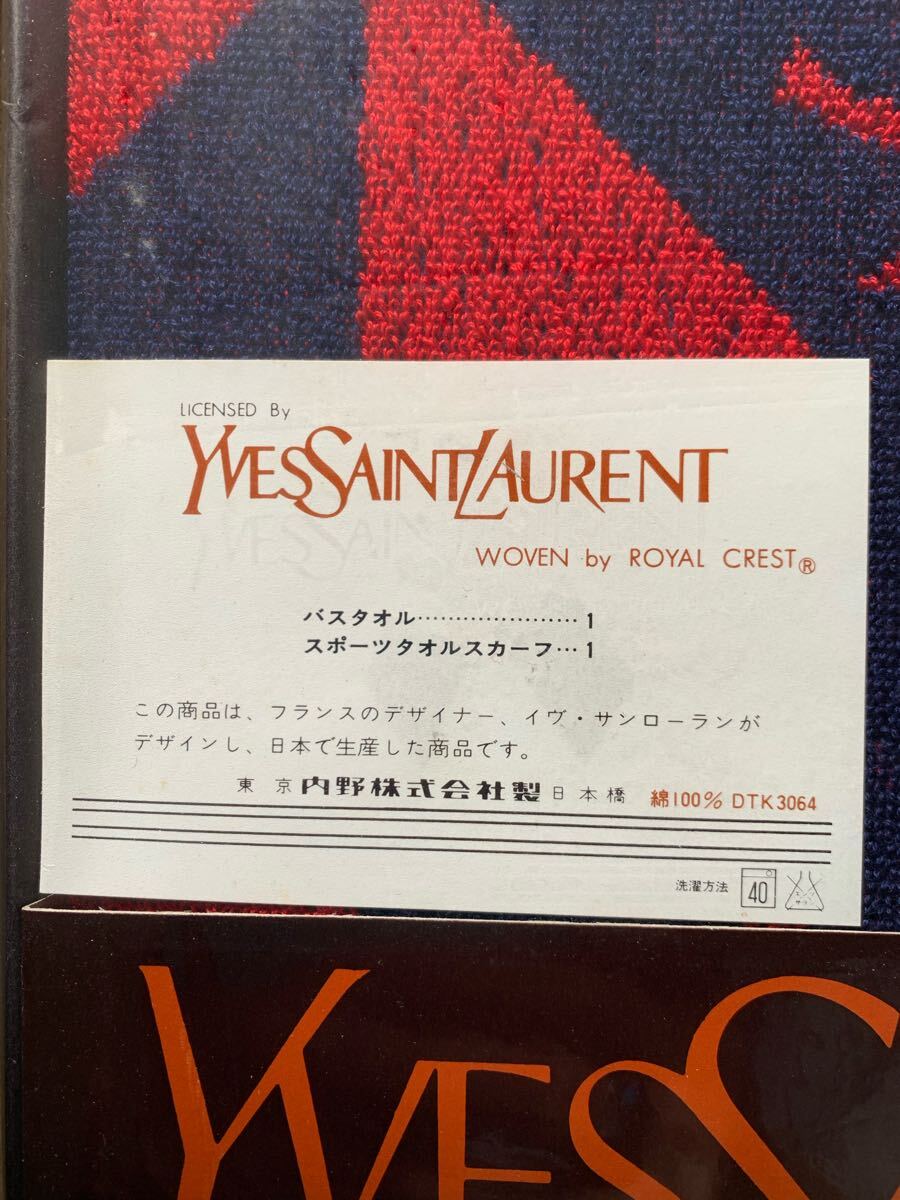 LICENSED By
YVESSAINTLAURENT
WOVEN by ROYAL CREST®
バスタオル…………………1
スポーツタオルスカーフ…1
この商品は、フランスのデザイナー、イヴ・サンローランが
デザインし、日本で生産した商品です。
東京 内野株式会社製 日本橋 綿100% DTK3064
洗濯方法 40
YVESS